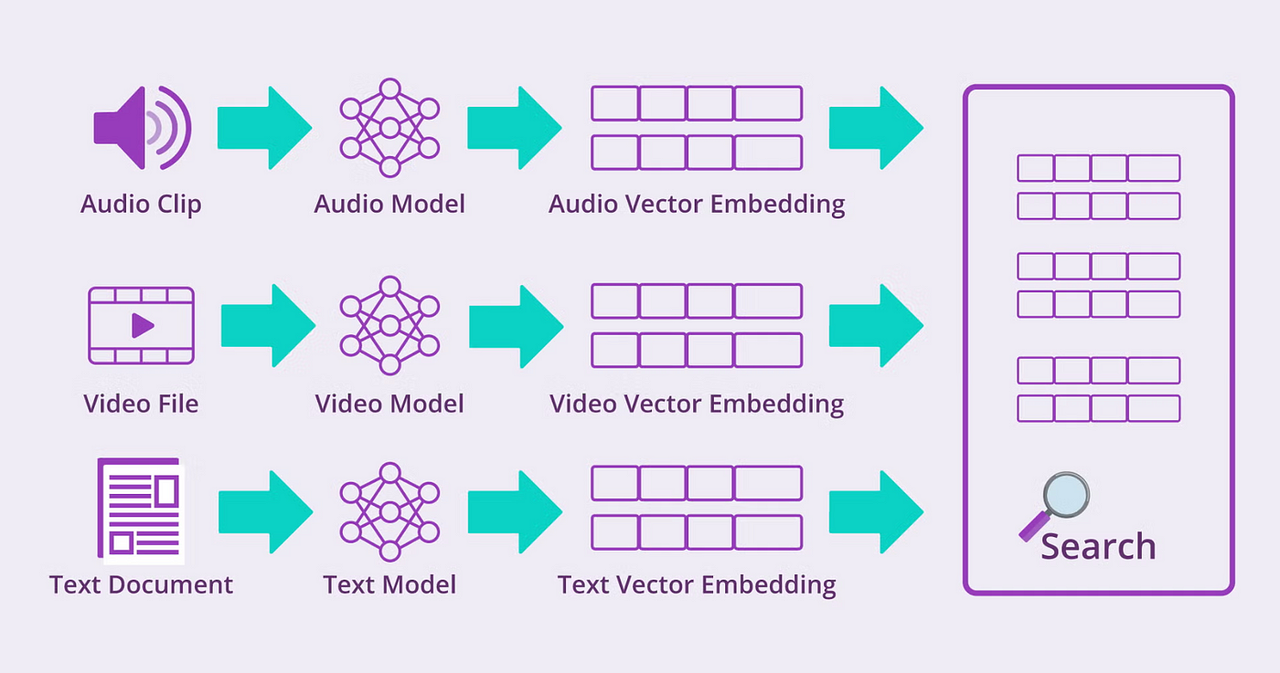 Audio Clip
Audio Model
Audio Vector Embedding
Video File
Video Model
Video Vector Embedding
Text Document
Text Model
Text Vector Embedding
Search